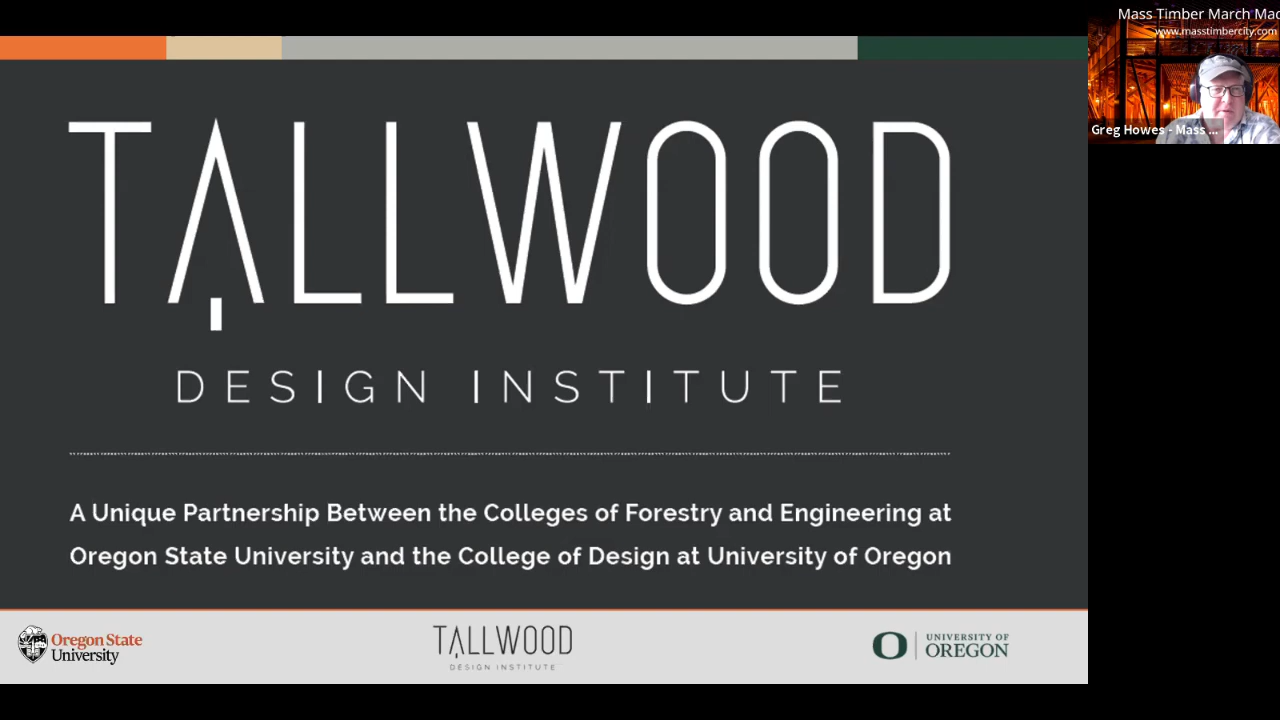 Mass Timber March Mad
www.masstimbercity.com
Greg Howes - Mass ...
TALLWOOD
DESIGN INSTITUTE
A Unique Partnership Between the Colleges of Forestry and Engineering at
Oregon State University and the College of Design at University of Oregon
Oregon State
University
TALLWOOD
DESIGN INSTITUTE
UNIVERSITY OF
OREGON